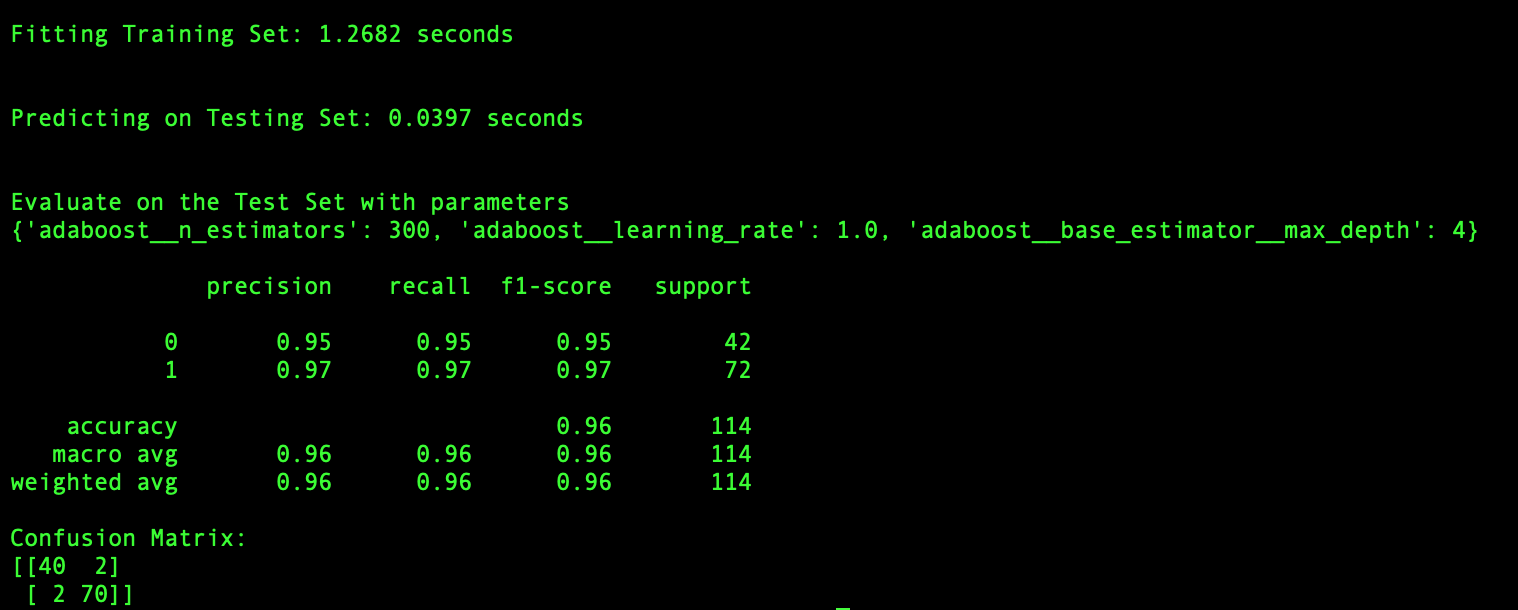 Fitting Training Set: 1.2682 seconds
Predicting on Testing Set: 0.0397 seconds
Evaluate on the Test Set with parameters
{'adaboost__n_estimators': 300, 'adaboost__learning_rate': 1.0, 'adaboost__base_estimator__max_depth': 4}
precision recall f1-score support
0 0.95 0.95 0.95 42
1 0.97 0.97 0.97 72
accuracy 0.96 114
macro avg 0.96 0.96 0.96 114
weighted avg 0.96 0.96 0.96 114
Confusion Matrix:
[[40 2]
[ 2 70]]